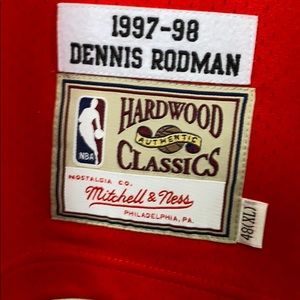 1997-98
DENNIS RODMAN
HARDWOOD
AUTHENTIC
CLASSICS
NBA
NOSTALGIA CO.
Mitchell & Ness
PHILADELPHIA, PA.
48(XL)